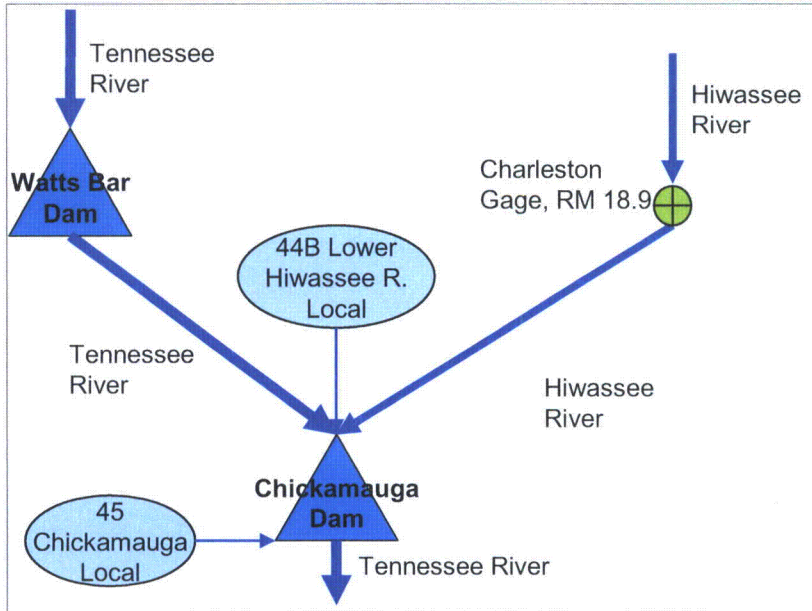 Tennessee
River
Hiwassee
River
Watts Bar
Dam
Charleston
Gage, RM 18.9
44B Lower
Hiwassee R.
Local
Tennessee
River
Hiwassee
River
Chickamauga
Dam
45
Chickamauga
Local
Tennessee River